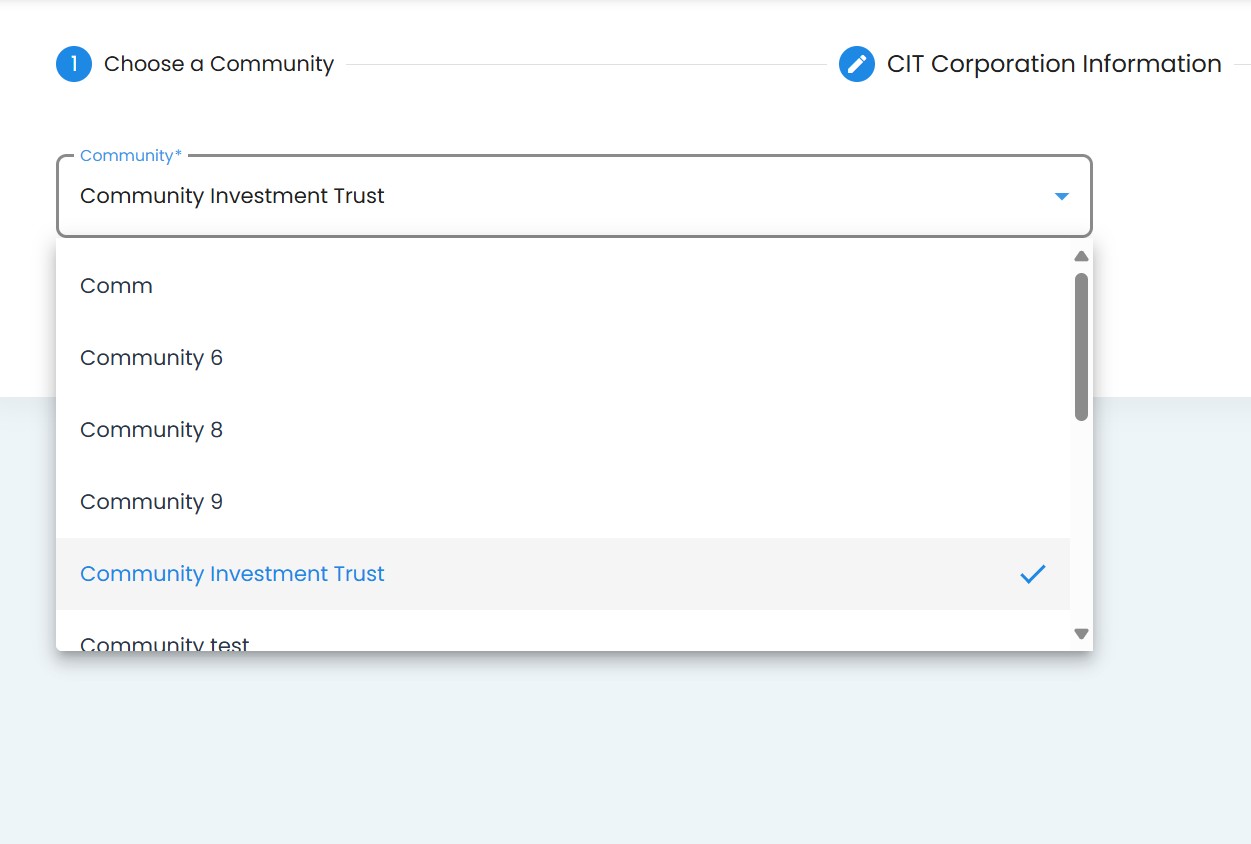 1 Choose a Community
CIT Corporation Information
Community*
Community Investment Trust
Comm
Community 6
Community 8
Community 9
Community Investment Trust
Community test